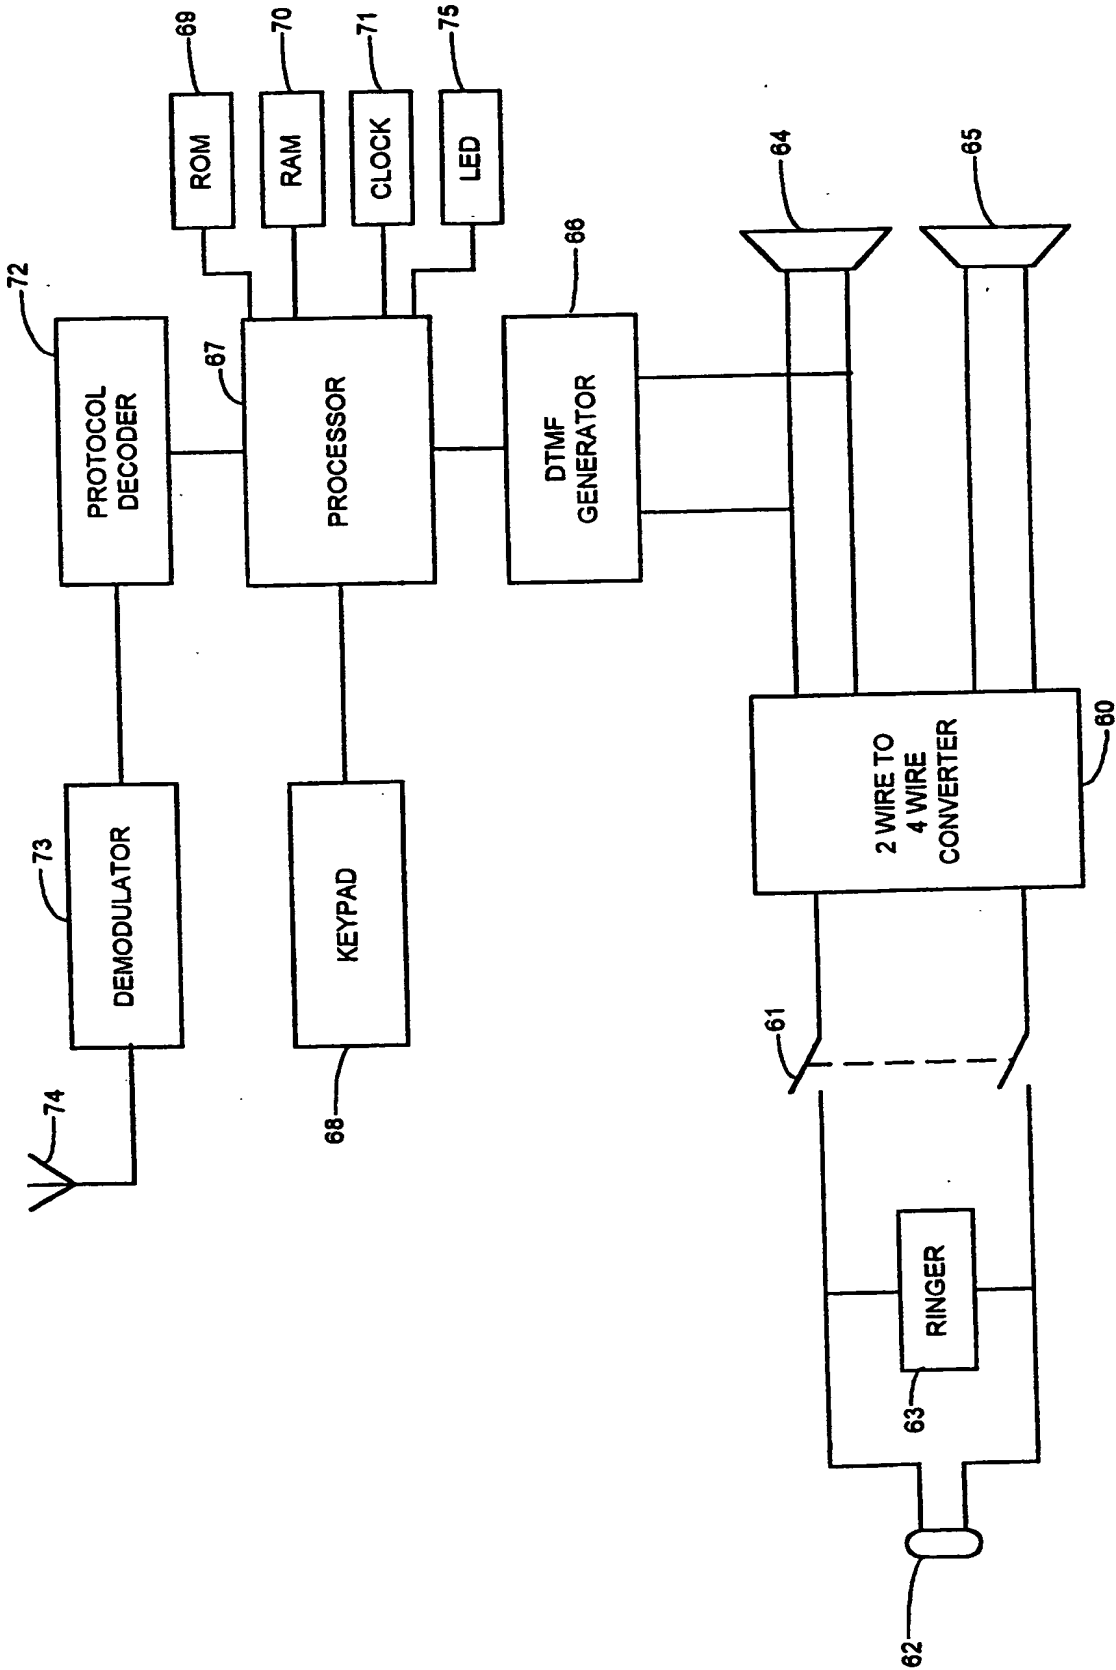 74
73
DEMODULATOR
72
PROTOCOL
DECODER
69
ROM
70
RAM
71
CLOCK
75
LED
67
PROCESSOR
68
KEYPAD
66
DTMF
GENERATOR
64
65
61
2 WIRE TO
4 WIRE
CONVERTER
60
RINGER
63
62